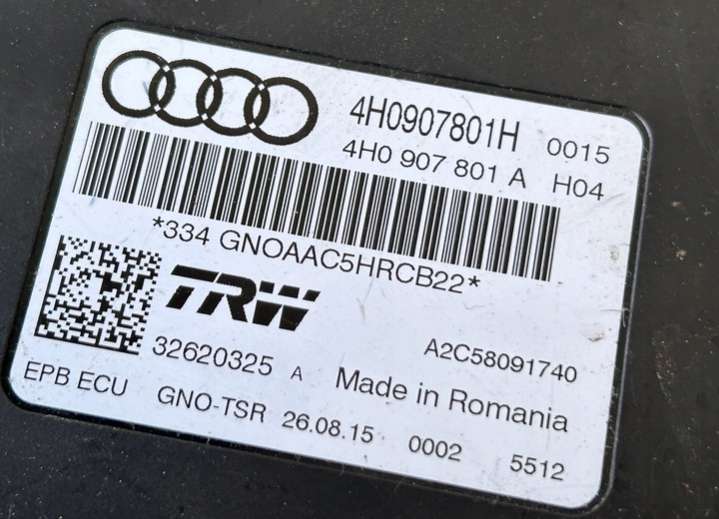 4H0907801H 0015
4H0 907 801 A H04
*334 GNOAAC5HRCB22*
TRW
A2C58091740
32620325 A Made in Romania
EPB ECU GNO-TSR 26.08.15 0002 5512